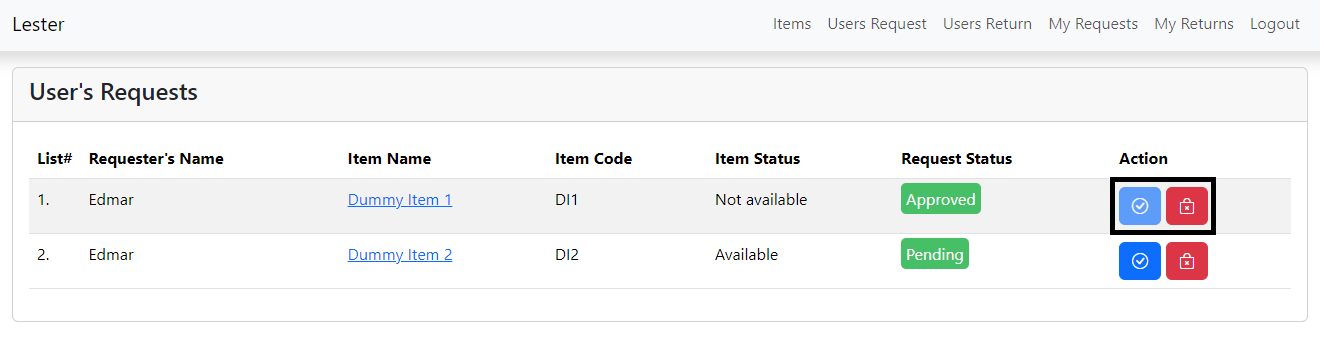 Lester Items Users Request Users Return My Requests My Returns Logout
User's Requests
List# Requester's Name Item Name Item Code Item Status Request Status Action
1. Edmar Dummy Item 1 DI1 Not available Approved
2. Edmar Dummy Item 2 DI2 Available Pending